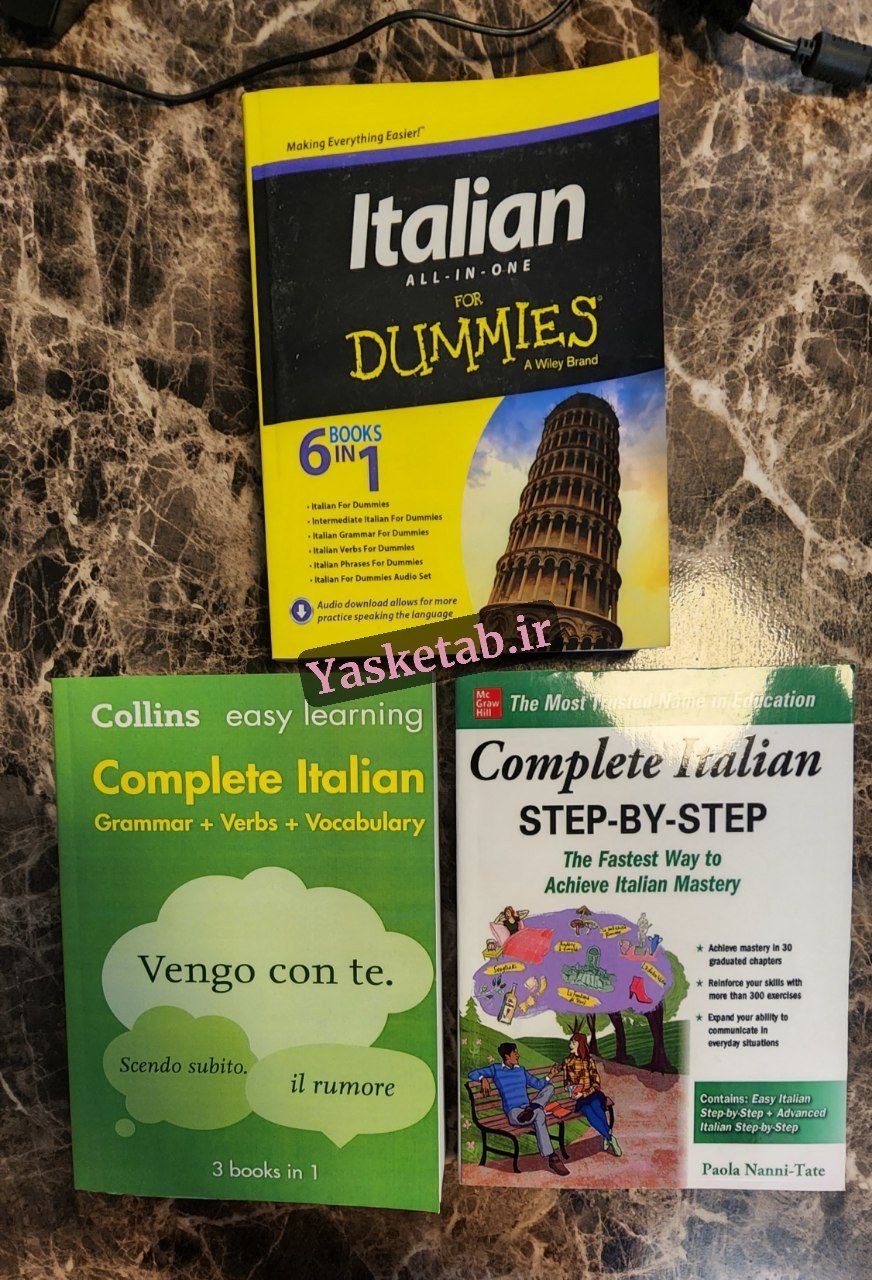 Making Everything Easier!™
Italian
ALL-IN-ONE
FOR
DUMMIES®
A Wiley Brand
6 BOOKS IN 1
• Italian For Dummies
• Intermediate Italian For Dummies
• Italian Grammar For Dummies
• Italian Verbs For Dummies
• Italian Phrases For Dummies
• Italian For Dummies Audio Set
Audio download allows for more
practice speaking the language
Yasketab.ir
Collins easy learning
Complete Italian
Grammar + Verbs + Vocabulary
Vengo con te.
Scendo subito.
il rumore
3 books in 1
Mc
Graw
Hill
The Most Trusted Name in Education
Complete Italian
STEP-BY-STEP
The Fastest Way to
Achieve Italian Mastery
★ Achieve mastery in 30
graduated chapters
★ Reinforce your skills with
more than 300 exercises
★ Expand your ability to
communicate in
everyday situations
Contains: Easy Italian
Step-by-Step + Advanced
Italian Step-by-Step
Paola Nanni-Tate